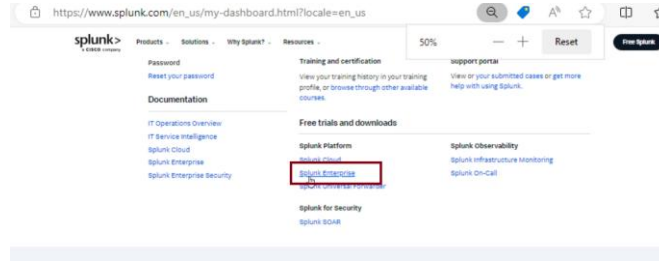 https://www.splunk.com/en_us/my-dashboard.html?locale=en_us
splunk>
a CISCO company
Products
Solutions
Why Splunk?
Resources
50%
Reset
Free Splunk
Password
Reset your password
Documentation
IT Operations Overview
IT Service Intelligence
Splunk Cloud
Splunk Enterprise
Splunk Enterprise Security
Training and certification
View your training history in your training
profile, or browse through other available
courses.
Support portal
View or your submitted cases or get more
help with using Splunk.
Free trials and downloads
Splunk Platform
Splunk Cloud
Splunk Enterprise
Splunk Universal Forwarder
Splunk for Security
Splunk SOAR
Splunk Observability
Splunk Infrastructure Monitoring
Splunk On-Call